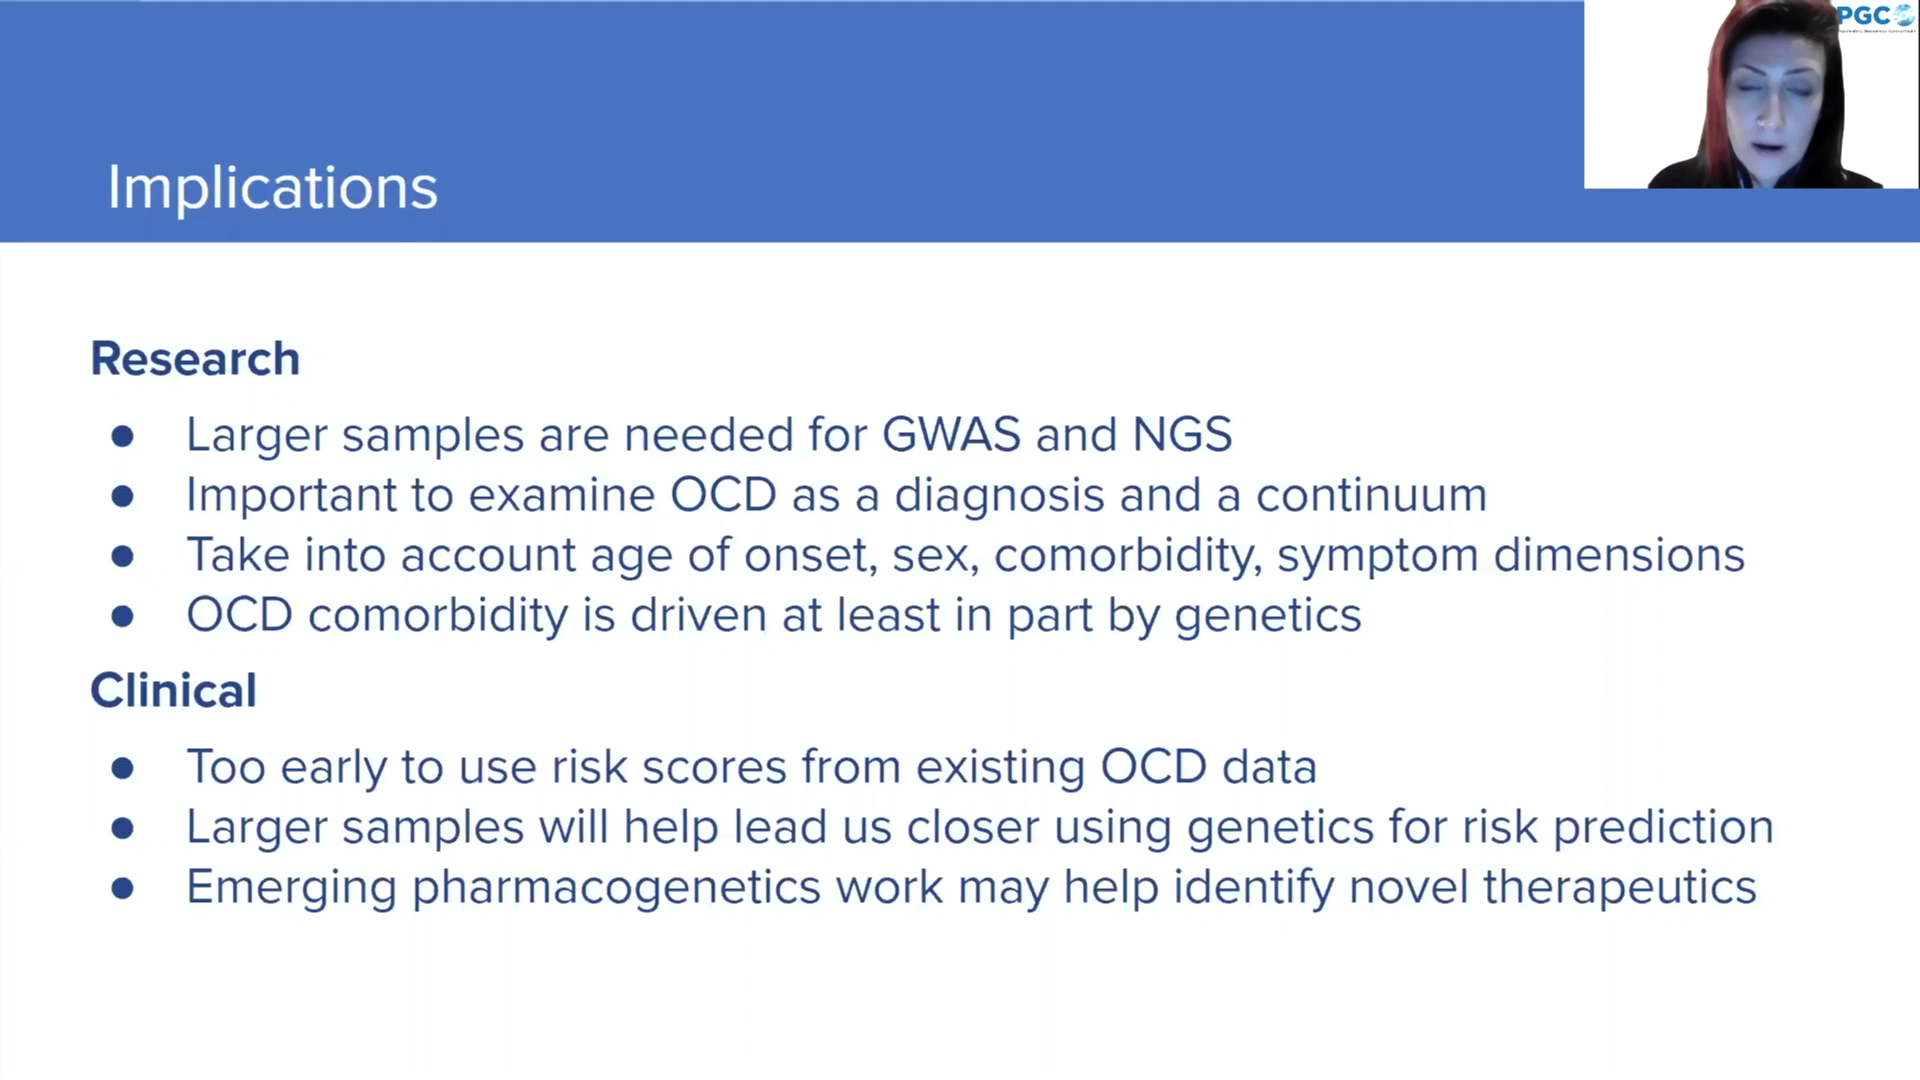 PGC
Implications
Research
● Larger samples are needed for GWAS and NGS
● Important to examine OCD as a diagnosis and a continuum
● Take into account age of onset, sex, comorbidity, symptom dimensions
● OCD comorbidity is driven at least in part by genetics
Clinical
● Too early to use risk scores from existing OCD data
● Larger samples will help lead us closer using genetics for risk prediction
● Emerging pharmacogenetics work may help identify novel therapeutics